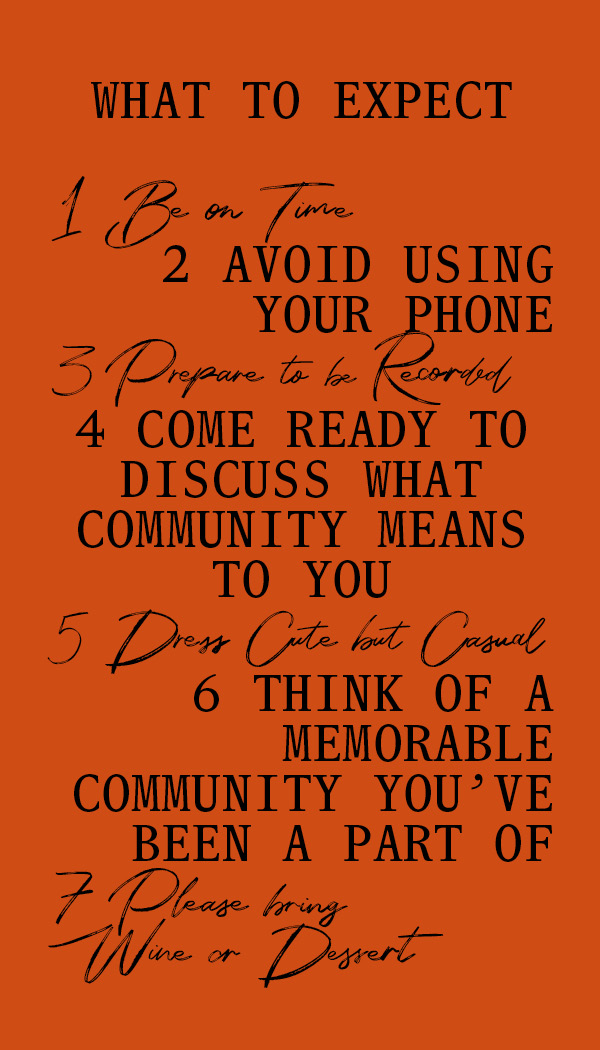 WHAT TO EXPECT
1 Be on Time
2 AVOID USING
YOUR PHONE
3 Prepare to be Recorded
4 COME READY TO
DISCUSS WHAT
COMMUNITY MEANS
TO YOU
5 Dress Cute but Casual
6 THINK OF A
MEMORABLE
COMMUNITY YOU’VE
BEEN A PART OF
7 Please bring
Wine or Dessert